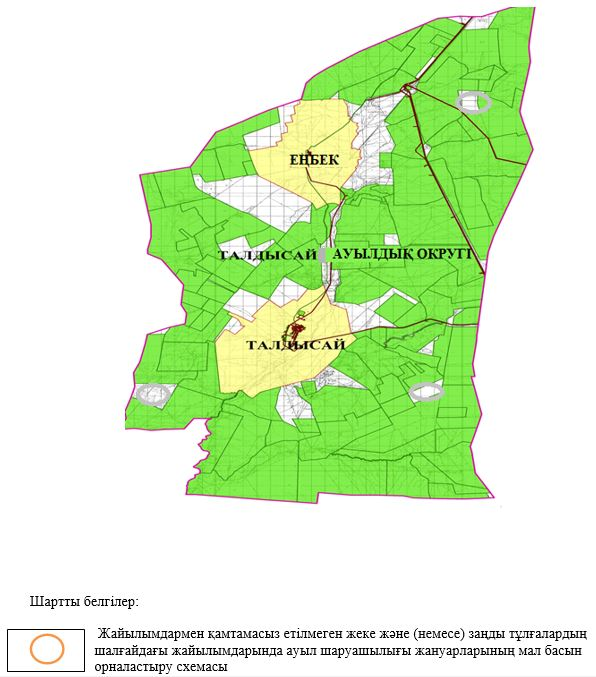 ЕҢБЕК
ТАЛДЫСАЙ АУЫЛДЫҚ ОКРУГІ
ТАЛДЫСАЙ
Шартты белгілер:
Жайылымдармен қамтамасыз етілмеген жеке және (немесе) заңды тұлғалардың
шалғайдағы жайылымдарында ауыл шаруашылығы жануарларының мал басын
орналастыру схемасы